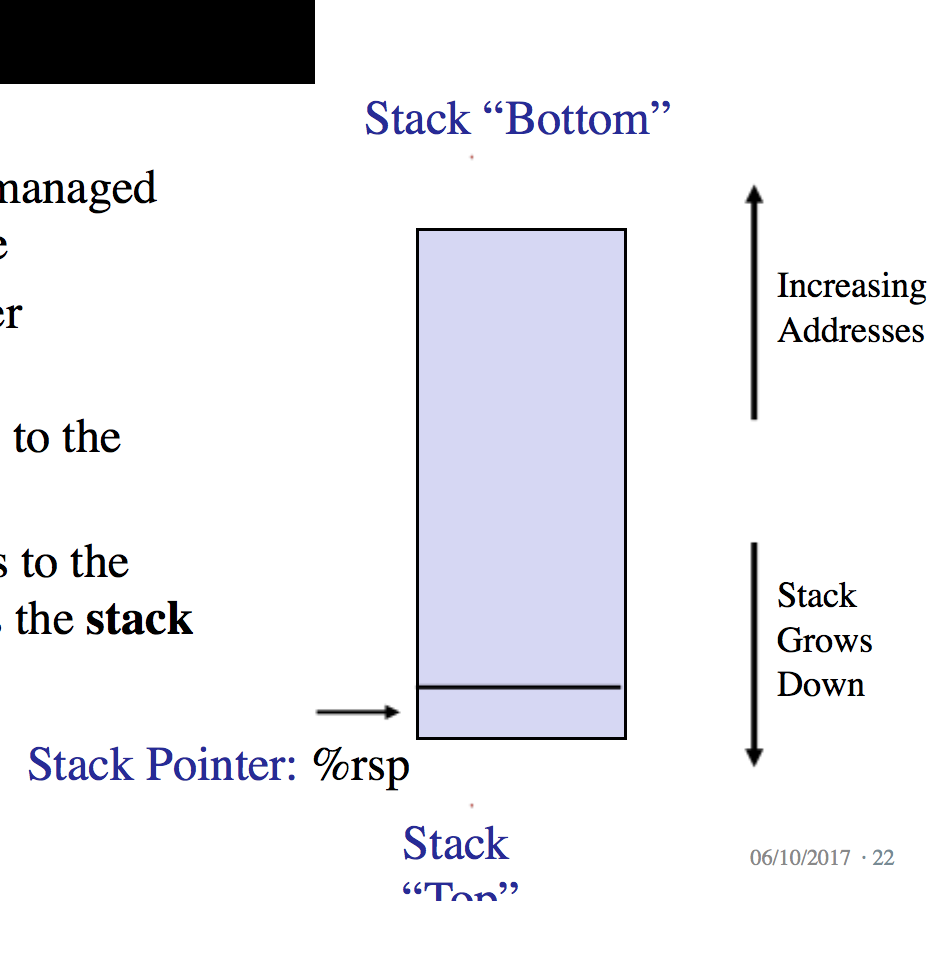 Stack “Bottom”
managed
e
er
to the
s to the
the stack
Increasing
Addresses
Stack
Grows
Down
Stack Pointer: %rsp
Stack
“Top”
06/10/2017 · 22